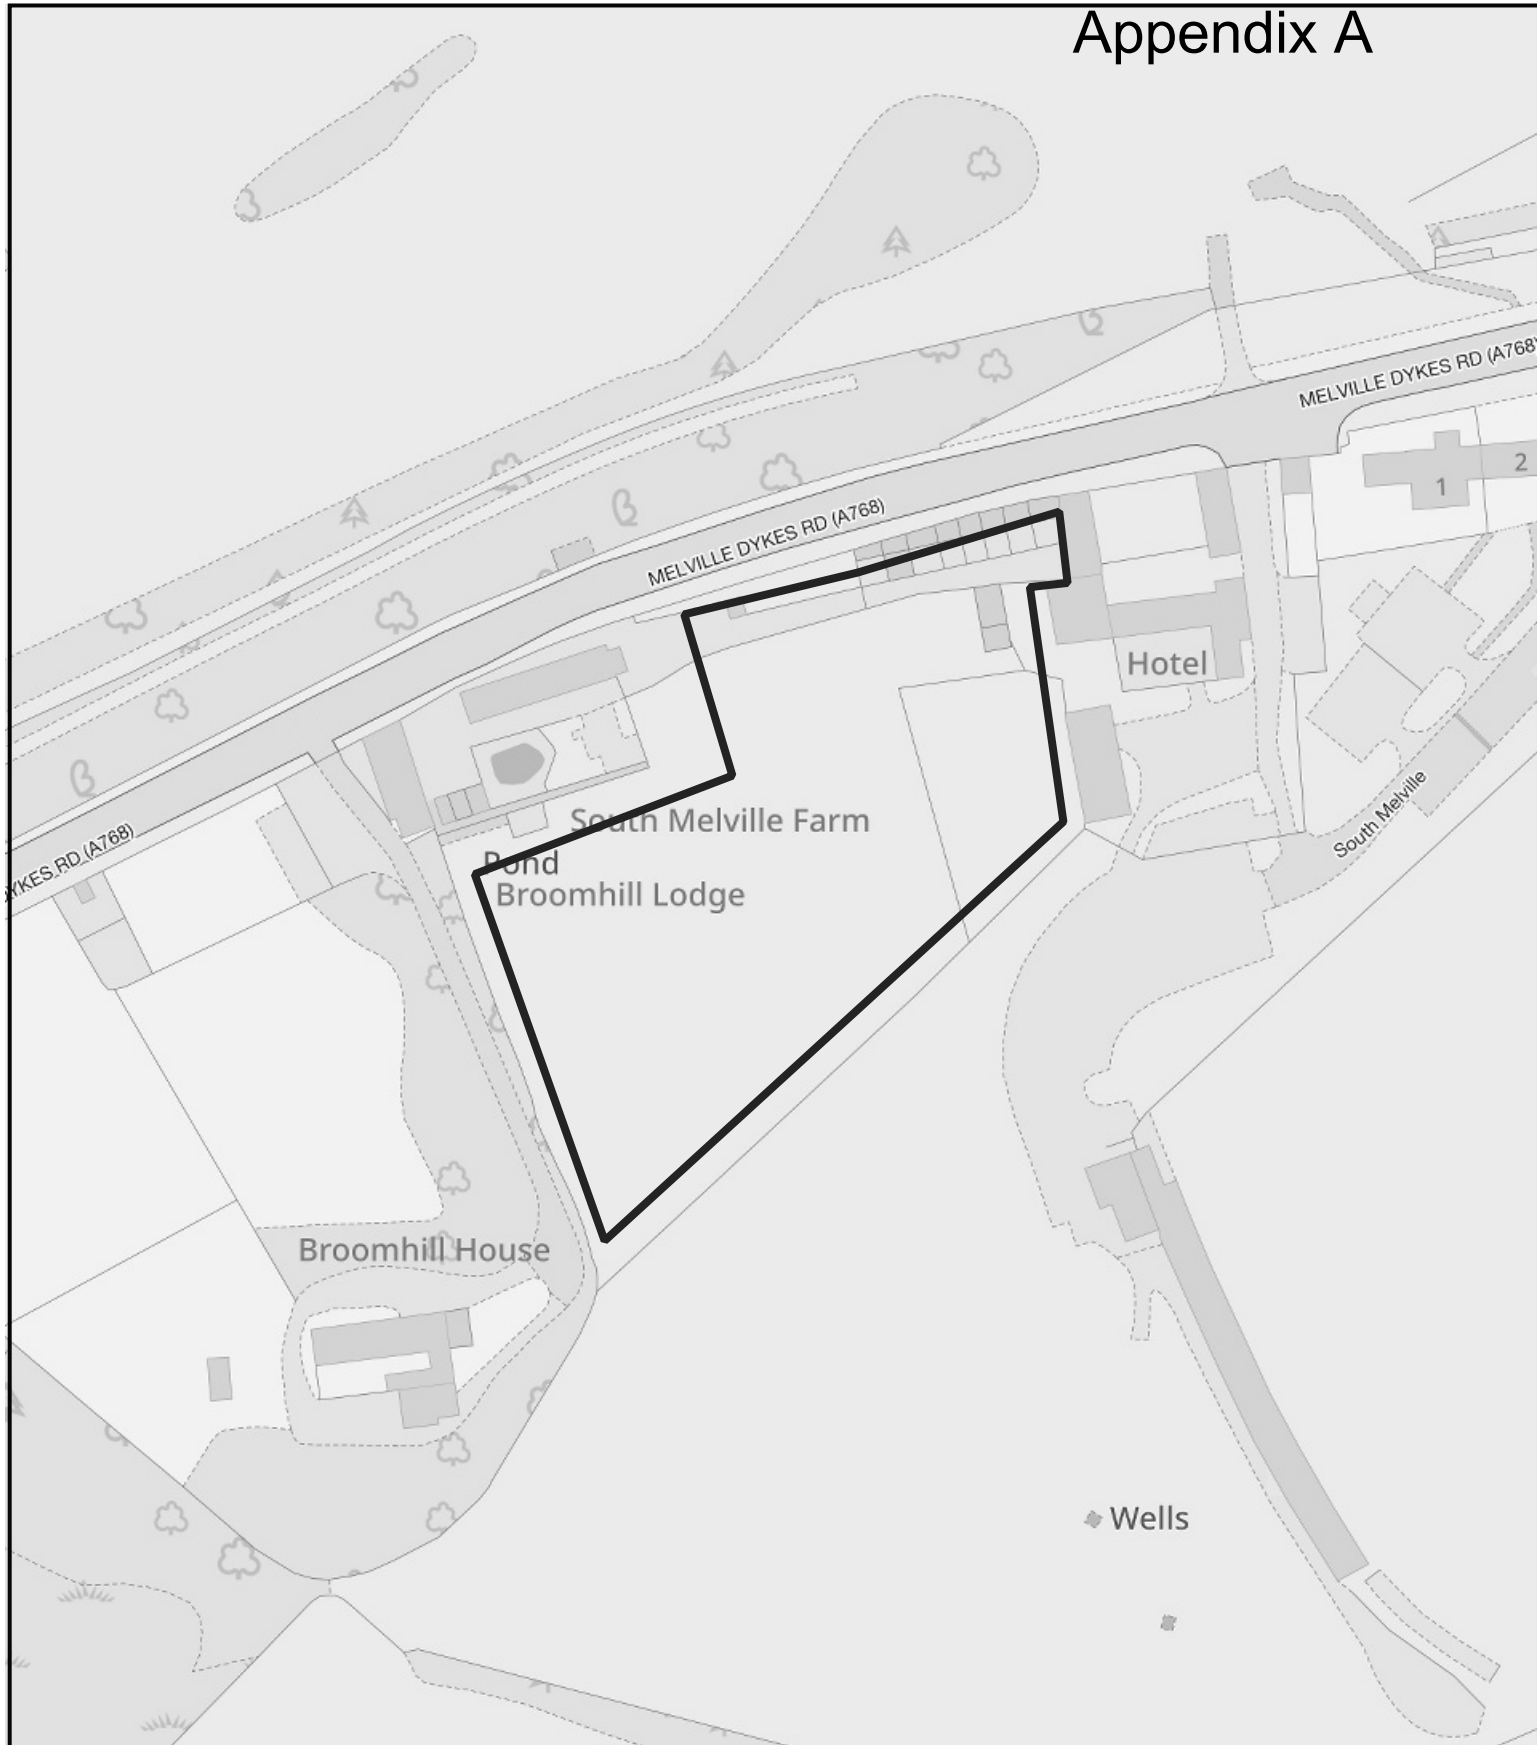 Appendix A
MELVILLE DYKES RD (A768)
MELVILLE DYKES RD (A768)
1
2
Hotel
South Melville Farm
Pond
Broomhill Lodge
South Melville
DYKES RD (A768)
Broomhill House
Wells